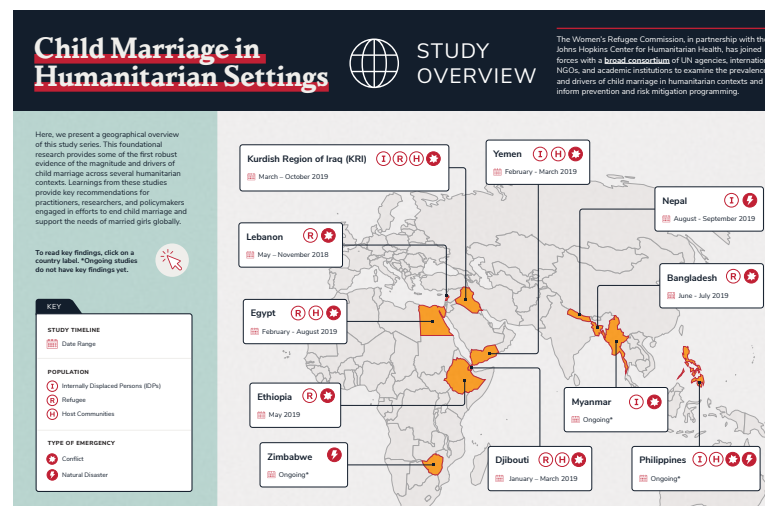 Child Marriage in
Humanitarian Settings
STUDY
OVERVIEW
The Women's Refugee Commission, in partnership with the
Johns Hopkins Center for Humanitarian Health, has joined
forces with a broad consortium of UN agencies,
NGOs, and academic institutions to examine the prevalence
and drivers of child marriage in humanitarian contexts and
inform prevention and risk mitigation programming.
Here, we present a geographical overview
of this study series. This foundational
research provides some of the first robust
evidence of the magnitude and drivers of
child marriage across several humanitarian
contexts. Learnings from these studies
provide key recommendations for
practitioners, researchers, and policymakers
engaged in efforts to end child marriage and
support the needs of married girls globally.
To read key findings, click on a
country label. *Ongoing studies
do not have key findings yet.
KEY
STUDY TIMELINE
Date Range
POPULATION
I Internally Displaced Persons (IDPs)
R Refugee
H Host Communities
TYPE OF EMERGENCY
Conflict
Natural Disaster
Kurdish Region of Iraq (KRI) I R H
March – October 2019
Yemen I H
February - March 2019
Nepal I
August - September 2019
Lebanon R
May – November 2018
Bangladesh R
June - July 2019
Egypt R H
February - August 2019
Ethiopia R
May 2019
Myanmar I
Ongoing*
Zimbabwe
Ongoing*
Djibouti R H
January – March 2019
Philippines I H
Ongoing*